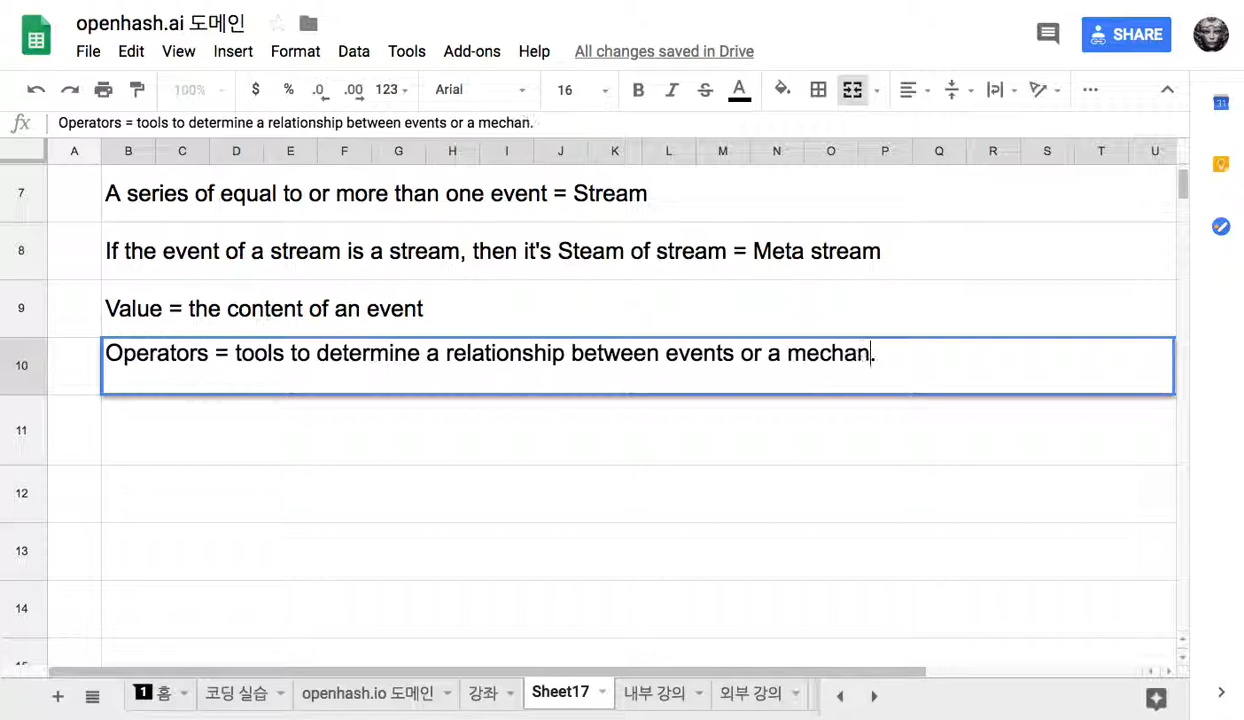 openhash.ai 도메인
File Edit View Insert Format Data Tools Add-ons Help All changes saved in Drive
SHARE
100% $ % .0 .00 123 Arial 16 B I S A
fx Operators = tools to determine a relationship between events or a mechan.
A B C D E F G H I J K L M N O P Q R S T U
7 A series of equal to or more than one event = Stream
8 If the event of a stream is a stream, then it's Steam of stream = Meta stream
9 Value = the content of an event
10 Operators = tools to determine a relationship between events or a mechan.
11
12
13
14
15
31
1 홈 코딩 실습 openhash.io 도메인 강좌 Sheet17 내부 강의 외부 강의